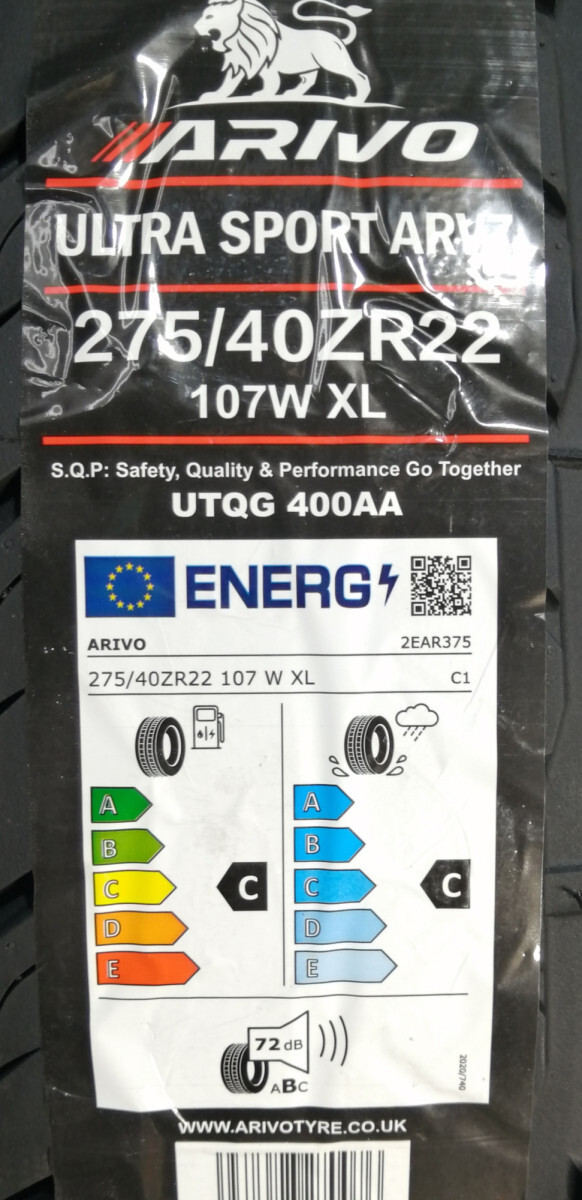 ARIVO
ULTRA SPORT ARV7
275/40ZR22
107W XL
S.Q.P: Safety, Quality & Performance Go Together
UTQG 400AA
ENERG
ARIVO 2EAR375
275/40ZR22 107 W XL C1
A A
B B
C C C C
D D
E E
72 dB
ABC
2020/740
WWW.ARIVOTYRE.CO.UK